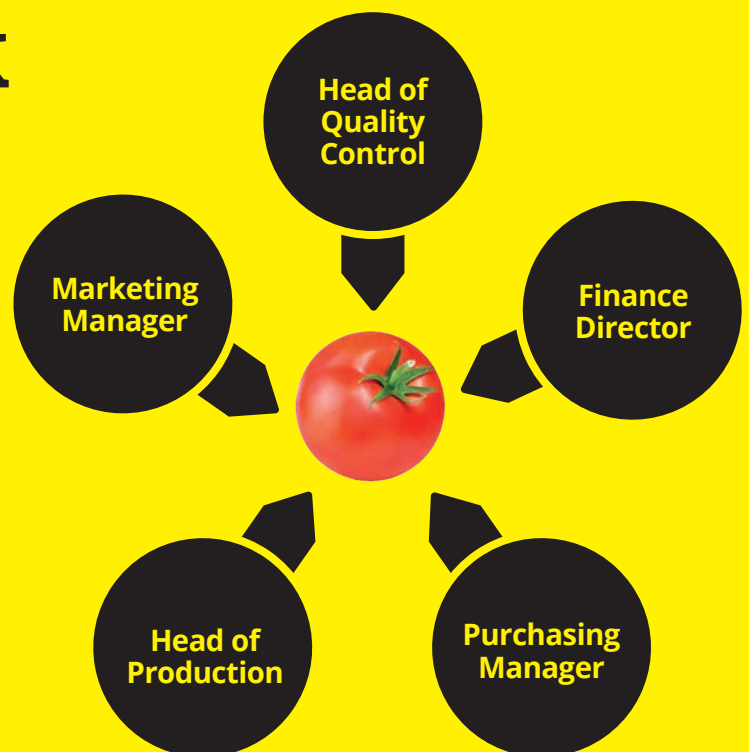 Head of
Quality
Control
Marketing
Manager
Finance
Director
Head of
Production
Purchasing
Manager